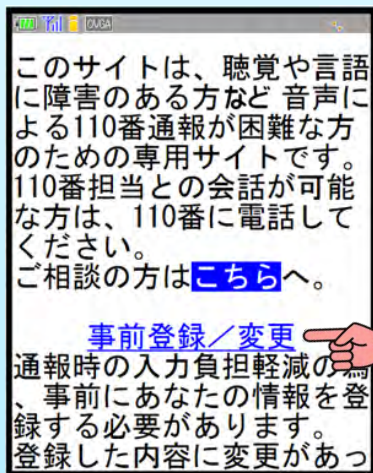 このサイトは、聴覚や言語
に障害のある方など 音声に
よる110番通報が困難な方
のための専用サイトです。
110番担当との会話が可能
な方は、110番に電話して
ください。
ご相談の方はこちらへ。
事前登録／変更
通報時の入力負担軽減の為
、事前にあなたの情報を登
録する必要があります。
登録した内容に変更があっ